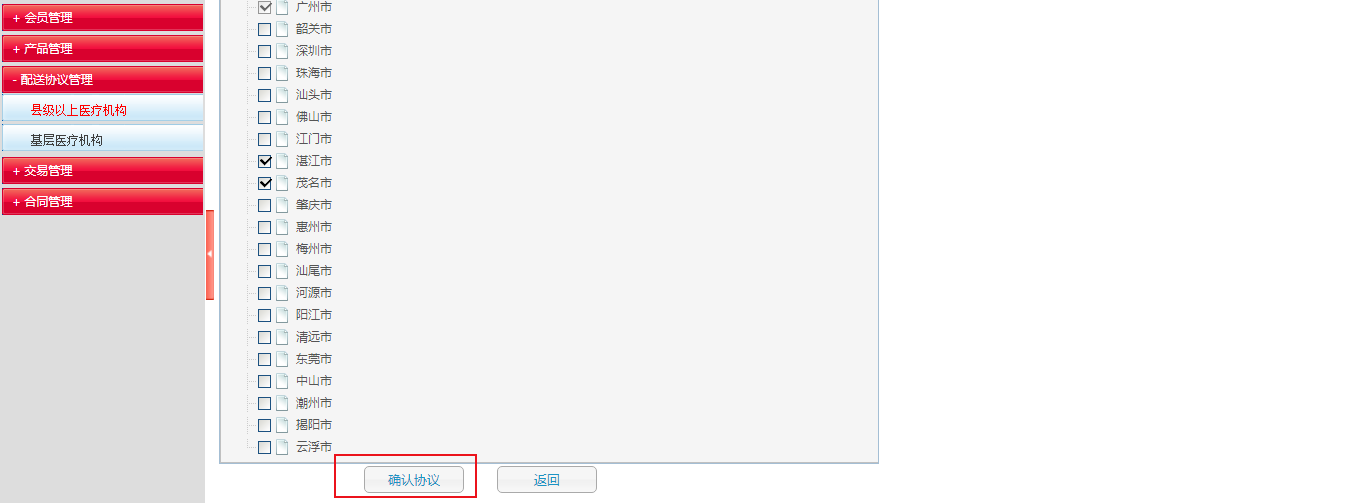 + 会员管理
+ 产品管理
- 配送协议管理
县级以上医疗机构
基层医疗机构
+ 交易管理
+ 合同管理
广州市
韶关市
深圳市
珠海市
汕头市
佛山市
江门市
湛江市
茂名市
肇庆市
惠州市
梅州市
汕尾市
河源市
阳江市
清远市
东莞市
中山市
潮州市
揭阳市
云浮市
确认协议
返回